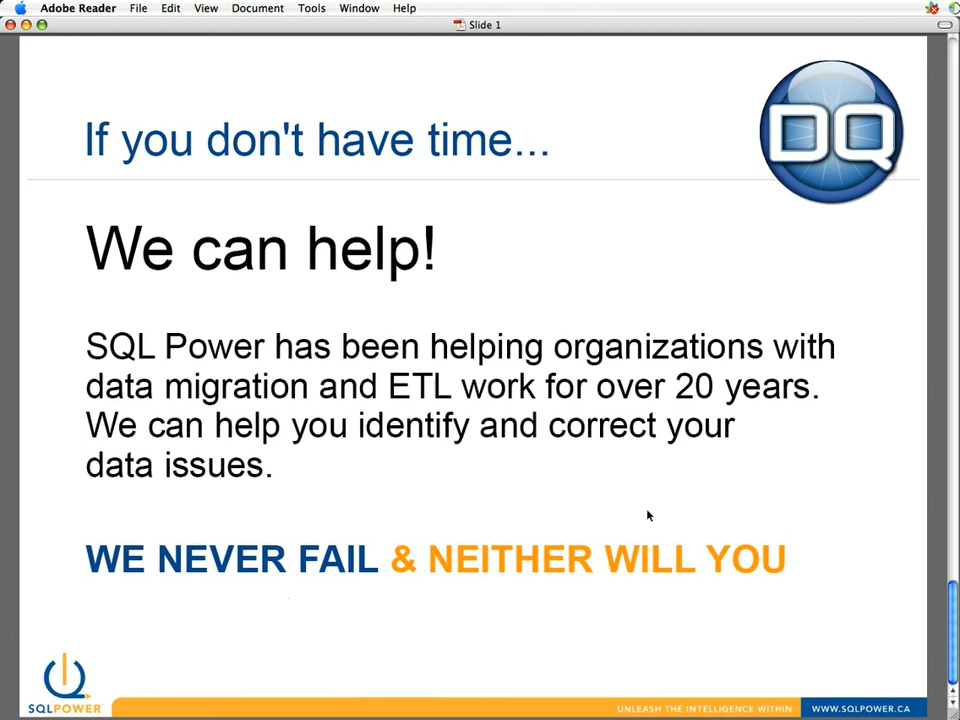 Adobe Reader File Edit View Document Tools Window Help
Slide 1
DQ
If you don't have time...
We can help!
SQL Power has been helping organizations with
data migration and ETL work for over 20 years.
We can help you identify and correct your
data issues.
WE NEVER FAIL & NEITHER WILL YOU
SQLPOWER
UNLEASH THE INTELLIGENCE WITHIN WWW.SQLPOWER.CA